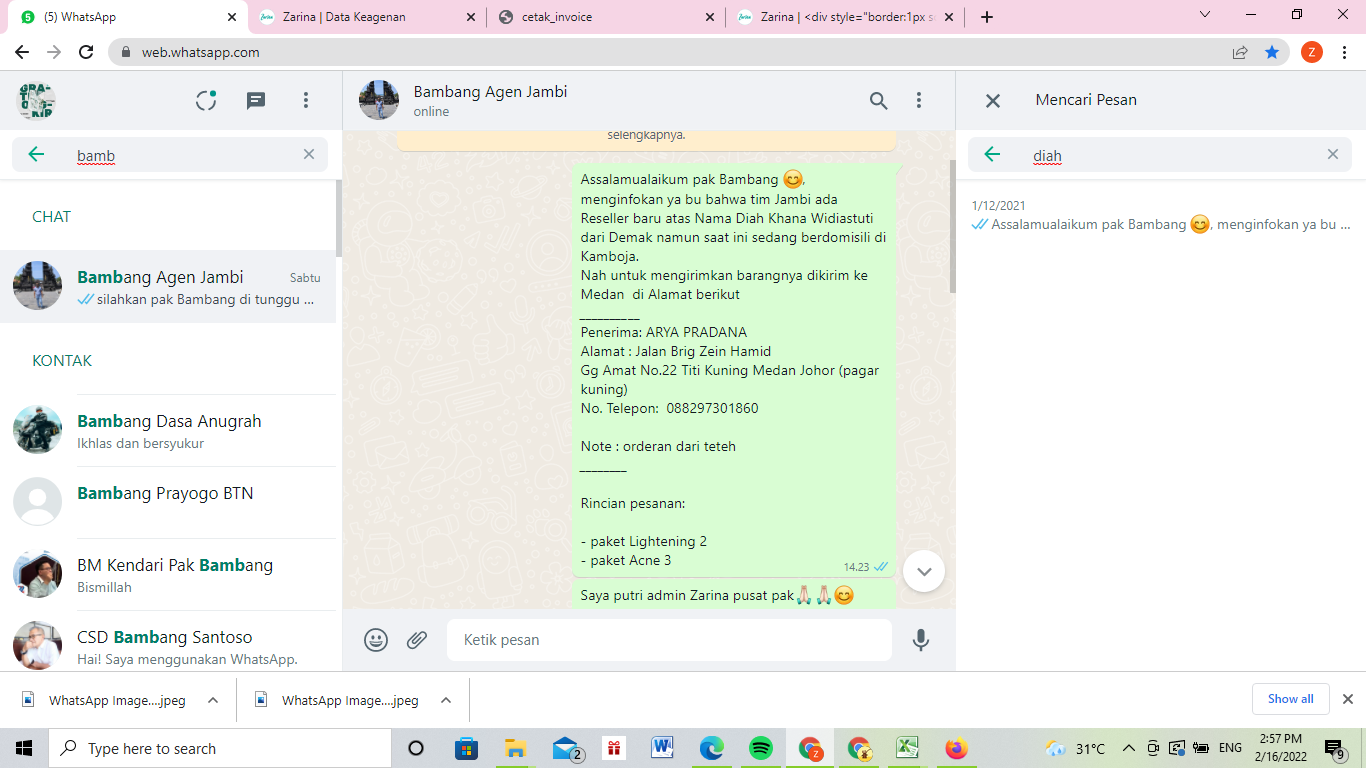 (5) WhatsApp
Zarina | Data Keagenan
cetak_invoice
Zarina | <div style="border:1px s
web.whatsapp.com
Z
bamb
CHAT
Bambang Agen Jambi
Sabtu
silahkan pak Bambang di tunggu ...
KONTAK
Bambang Dasa Anugrah
Ikhlas dan bersyukur
Bambang Prayogo BTN
BM Kendari Pak Bambang
Bismillah
CSD Bambang Santoso
Hai! Saya menggunakan WhatsApp.
Bambang Agen Jambi
online
selengkapnya.
Assalamualaikum pak Bambang 😊,
menginfokan ya bu bahwa tim Jambi ada
Reseller baru atas Nama Diah Khana Widiastuti
dari Demak namun saat ini sedang berdomisili di
Kamboja.
Nah untuk mengirimkan barangnya dikirim ke
Medan  di Alamat berikut
__________
Penerima: ARYA PRADANA
Alamat : Jalan Brig Zein Hamid
Gg Amat No.22 Titi Kuning Medan Johor (pagar
kuning)
No. Telepon:  088297301860
Note : orderan dari teteh
________
Rincian pesanan:
- paket Lightening 2
- paket Acne 3
14.23
Saya putri admin Zarina pusat pak🙏🏻🙏🏻😊
Ketik pesan
Mencari Pesan
diah
1/12/2021
Assalamualaikum pak Bambang 😊, menginfokan ya bu ...
WhatsApp Image....jpeg
WhatsApp Image....jpeg
Show all
Type here to search
2
Z
31°C
ENG
2:57 PM
2/16/2022
9